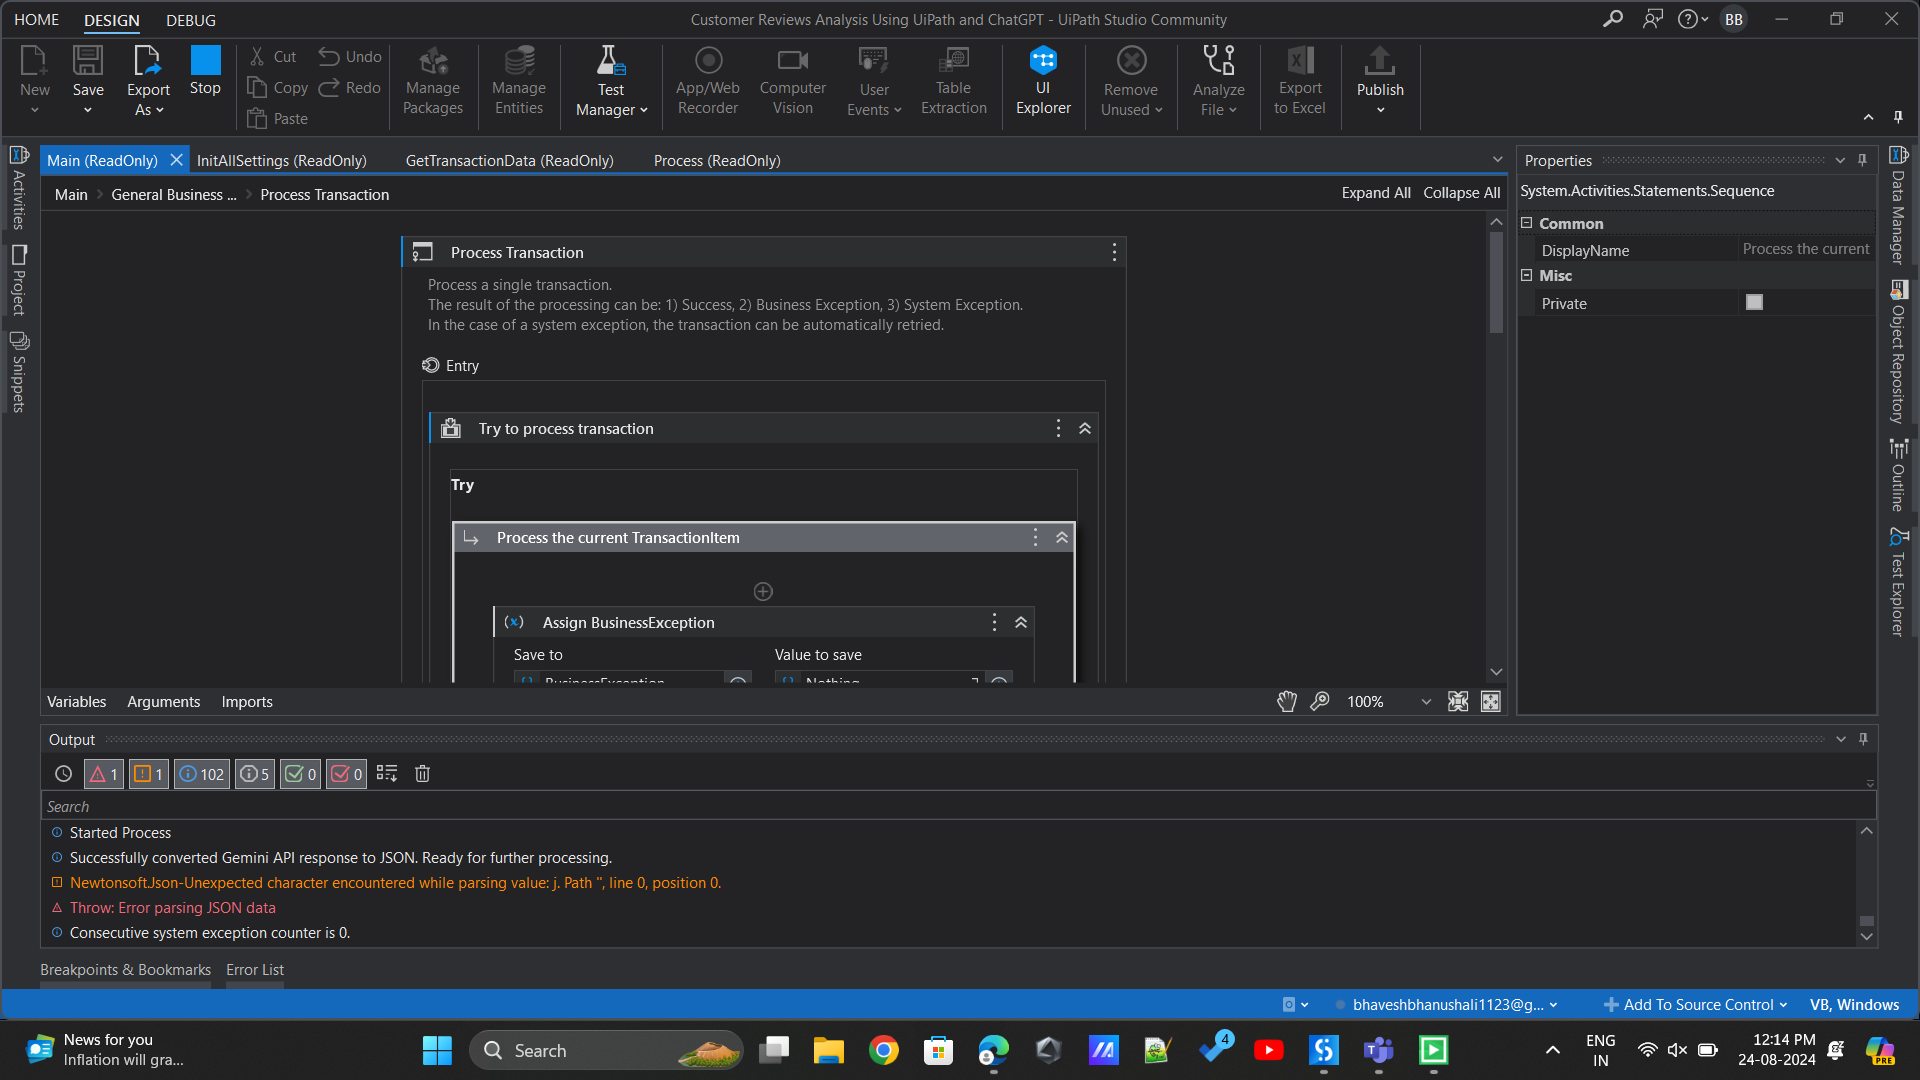 HOME DESIGN DEBUG
Customer Reviews Analysis Using UiPath and ChatGPT - UiPath Studio Community
BB
New
Save
Export As
Stop
Cut
Copy
Paste
Undo
Redo
Manage Packages
Manage Entities
Test Manager
App/Web Recorder
Computer Vision
User Events
Table Extraction
UI Explorer
Remove Unused
Analyze File
Export to Excel
Publish
Activities
Project
Snippets
Main (ReadOnly)
InitAllSettings (ReadOnly)
GetTransactionData (ReadOnly)
Process (ReadOnly)
Main > General Business ... > Process Transaction
Expand All Collapse All
Process Transaction
Process a single transaction.
The result of the processing can be: 1) Success, 2) Business Exception, 3) System Exception.
In the case of a system exception, the transaction can be automatically retried.
Entry
Try to process transaction
Try
Process the current TransactionItem
Assign BusinessException
Save to
Value to save
BusinessException
Nothing
Variables Arguments Imports
100%
Properties
System.Activities.Statements.Sequence
Common
DisplayName Process the current
Misc
Private
Data Manager
Object Repository
Outline
Test Explorer
Output
1 1 102 5 0 0
Search
Started Process
Successfully converted Gemini API response to JSON. Ready for further processing.
NewtonsoftJson-Unexpected character encountered while parsing value: j. Path '', line 0, position 0.
Throw: Error parsing JSON data
Consecutive system exception counter is 0.
Breakpoints & Bookmarks Error List
bhaveshbhanushali1123@g...
Add To Source Control
VB, Windows
News for you
Inflation will gra...
Search
4
ENG
IN
12:14 PM
24-08-2024
PRE